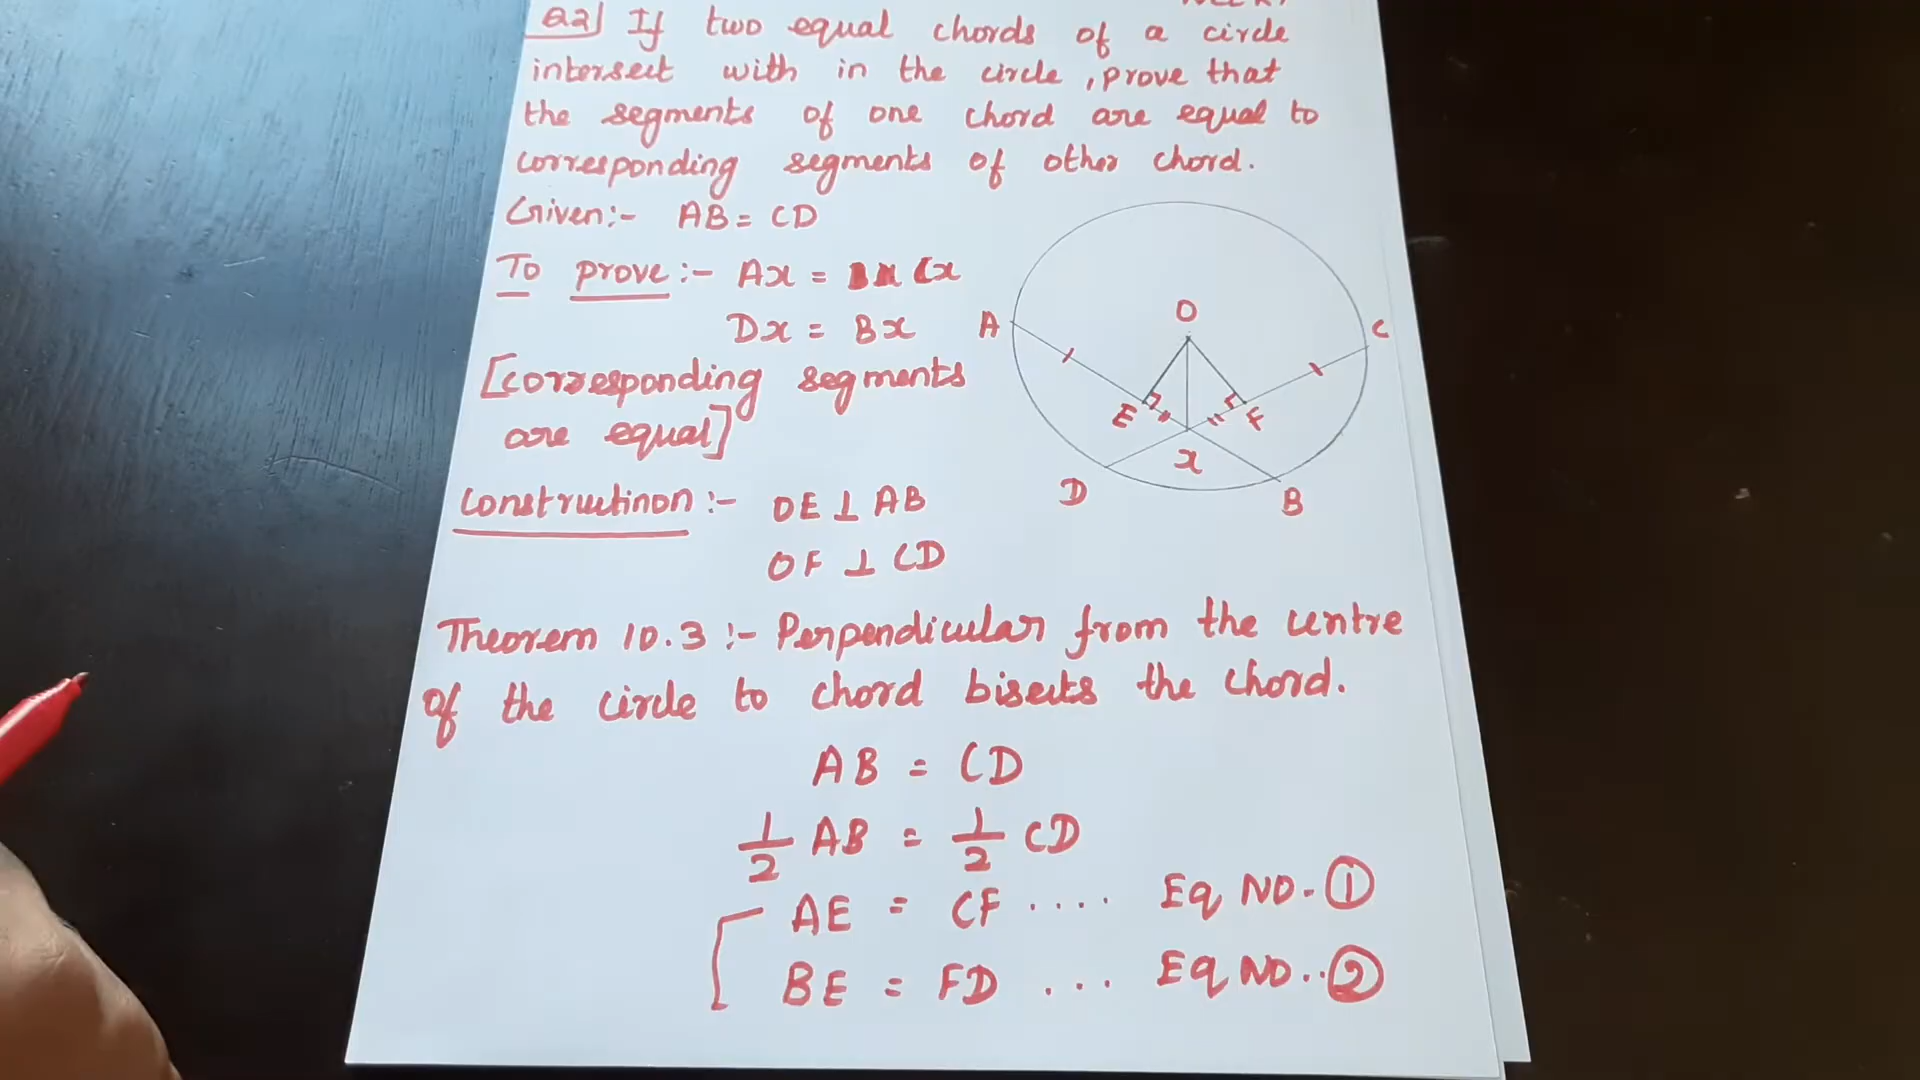 Q2) If two equal chords of a circle
intersect with in the circle, prove that
the segments of one chord are equal to
corresponding segments of other chord.
Given:- AB = CD
To prove:- Ax = Cx
Dx = Bx
[corresponding segments
are equal]
Constructinon:- OE ⊥ AB
OF ⊥ CD
A
O
C
E
F
x
D
B
Theorem 10.3:- Perpendicular from the centre
of the circle to chord bisects the chord.
AB = CD
1/2 AB = 1/2 CD
AE = CF .... Eq NO. ①
BE = FD ... Eq NO.. ②